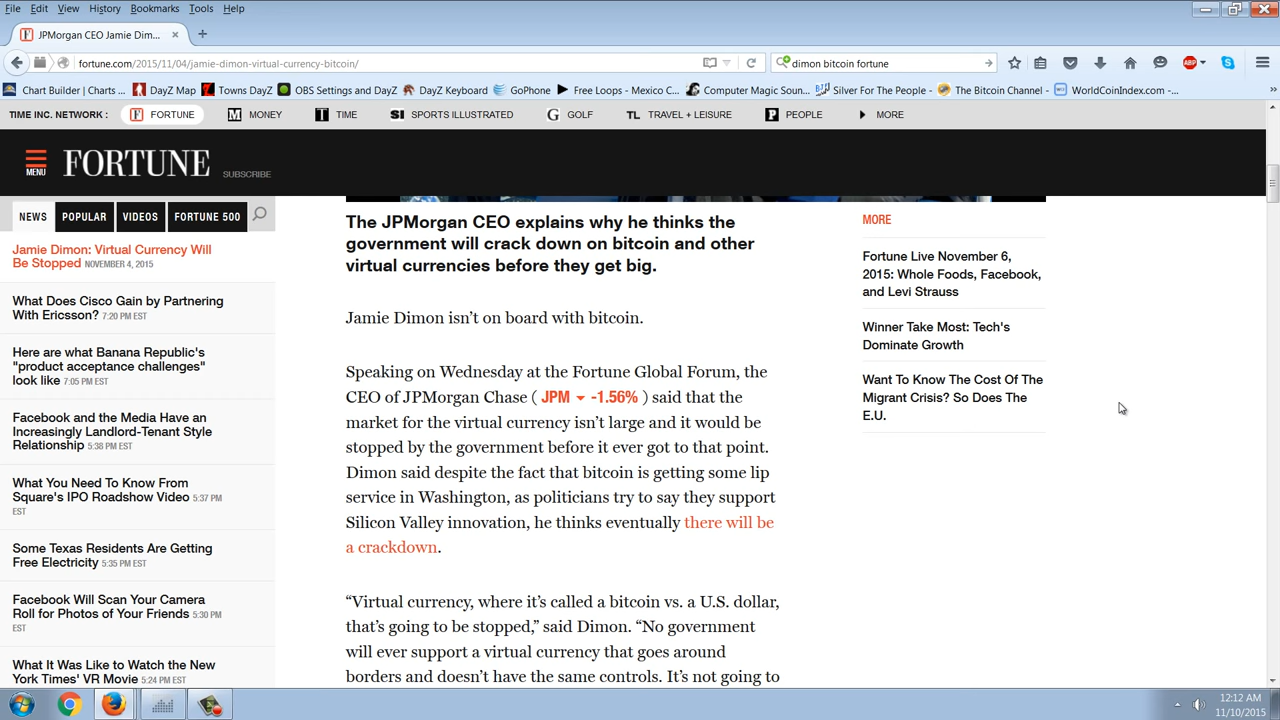 File Edit View History Bookmarks Tools Help
JPMorgan CEO Jamie Dim...
fortune.com/2015/11/04/jamie-dimon-virtual-currency-bitcoin/
dimon bitcoin fortune
ABP
Chart Builder | Charts ... DayZ Map Towns DayZ OBS Settings and DayZ DayZ Keyboard GoPhone Free Loops - Mexico C... Computer Magic Soun... Silver For The People - The Bitcoin Channel - WorldCoinIndex.com -...
TIME INC. NETWORK : F FORTUNE M MONEY T TIME SI SPORTS ILLUSTRATED G GOLF TL TRAVEL + LEISURE P PEOPLE MORE
MENU FORTUNE SUBSCRIBE
NEWS POPULAR VIDEOS FORTUNE 500
Jamie Dimon: Virtual Currency Will
Be Stopped NOVEMBER 4, 2015
What Does Cisco Gain by Partnering
With Ericsson? 7:20 PM EST
Here are what Banana Republic's
"product acceptance challenges"
look like 7:05 PM EST
Facebook and the Media Have an
Increasingly Landlord-Tenant Style
Relationship 5:38 PM EST
What You Need To Know From
Square's IPO Roadshow Video 5:37 PM
EST
Some Texas Residents Are Getting
Free Electricity 5:35 PM EST
Facebook Will Scan Your Camera
Roll for Photos of Your Friends 5:30 PM
EST
What It Was Like to Watch the New
York Times' VR Movie 5:24 PM EST
The JPMorgan CEO explains why he thinks the
government will crack down on bitcoin and other
virtual currencies before they get big.
Jamie Dimon isn't on board with bitcoin.
Speaking on Wednesday at the Fortune Global Forum, the
CEO of JPMorgan Chase ( JPM -1.56% ) said that the
market for the virtual currency isn't large and it would be
stopped by the government before it ever got to that point.
Dimon said despite the fact that bitcoin is getting some lip
service in Washington, as politicians try to say they support
Silicon Valley innovation, he thinks eventually there will be
a crackdown.
“Virtual currency, where it's called a bitcoin vs. a U.S. dollar,
that's going to be stopped,” said Dimon. “No government
will ever support a virtual currency that goes around
borders and doesn't have the same controls. It's not going to
MORE
Fortune Live November 6,
2015: Whole Foods, Facebook,
and Levi Strauss
Winner Take Most: Tech's
Dominate Growth
Want To Know The Cost Of The
Migrant Crisis? So Does The
E.U.
12:12 AM
11/10/2015